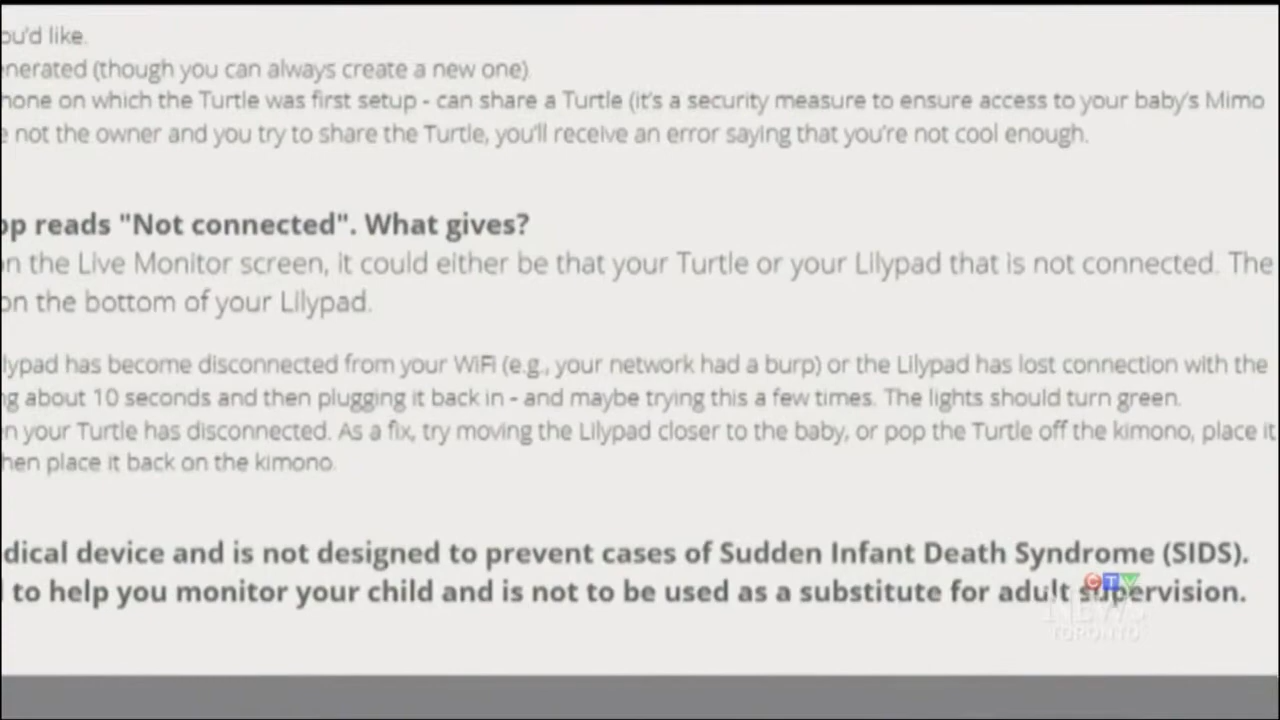 ou'd like.
nerated (though you can always create a new one)
hone on which the Turtle was first setup - can share a Turtle (it's a security measure to ensure access to your baby's Mimo
e not the owner and you try to share the Turtle, you'll receive an error saying that you're not cool enough.
op reads "Not connected". What gives?
on the Live Monitor screen, it could either be that your Turtle or your Lilypad that is not connected. The
on the bottom of your Lilypad.
lypad has become disconnected from your WiFi (e.g., your network had a burp) or the Lilypad has lost connection with the
ng about 10 seconds and then plugging it back in - and maybe trying this a few times. The lights should turn green.
n your Turtle has disconnected. As a fix, try moving the Lilypad closer to the baby, or pop the Turtle off the kimono, place it
hen place it back on the kimono.
dical device and is not designed to prevent cases of Sudden Infant Death Syndrome (SIDS).
to help you monitor your child and is not to be used as a substitute for adult supervision.
CTV
NEWS
TORONTO